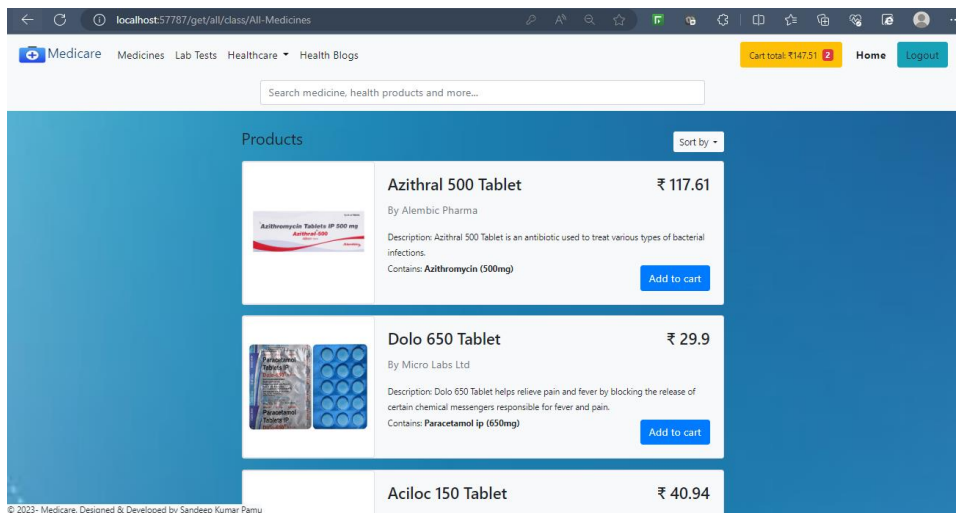 localhost:57787/get/all/class/All-Medicines
Medicare Medicines Lab Tests Healthcare Health Blogs Cart total: ₹147.51 2 Home Logout
Search medicine, health products and more...
Products Sort by
Azithral 500 Tablet ₹ 117.61
By Alembic Pharma
Azithromycin Tablets IP 500 mg
Azithral-500
Description: Azithral 500 Tablet is an antibiotic used to treat various types of bacterial
infections.
Contains: Azithromycin (500mg)
Add to cart
Dolo 650 Tablet ₹ 29.9
By Micro Labs Ltd
Paracetamol
Tablets IP
Paracetamol
Tablets IP
Description: Dolo 650 Tablet helps relieve pain and fever by blocking the release of
certain chemical messengers responsible for fever and pain.
Contains: Paracetamol ip (650mg)
Add to cart
Aciloc 150 Tablet ₹ 40.94
© 2023- Medicare. Designed & Developed by Sandeep Kumar Pamu